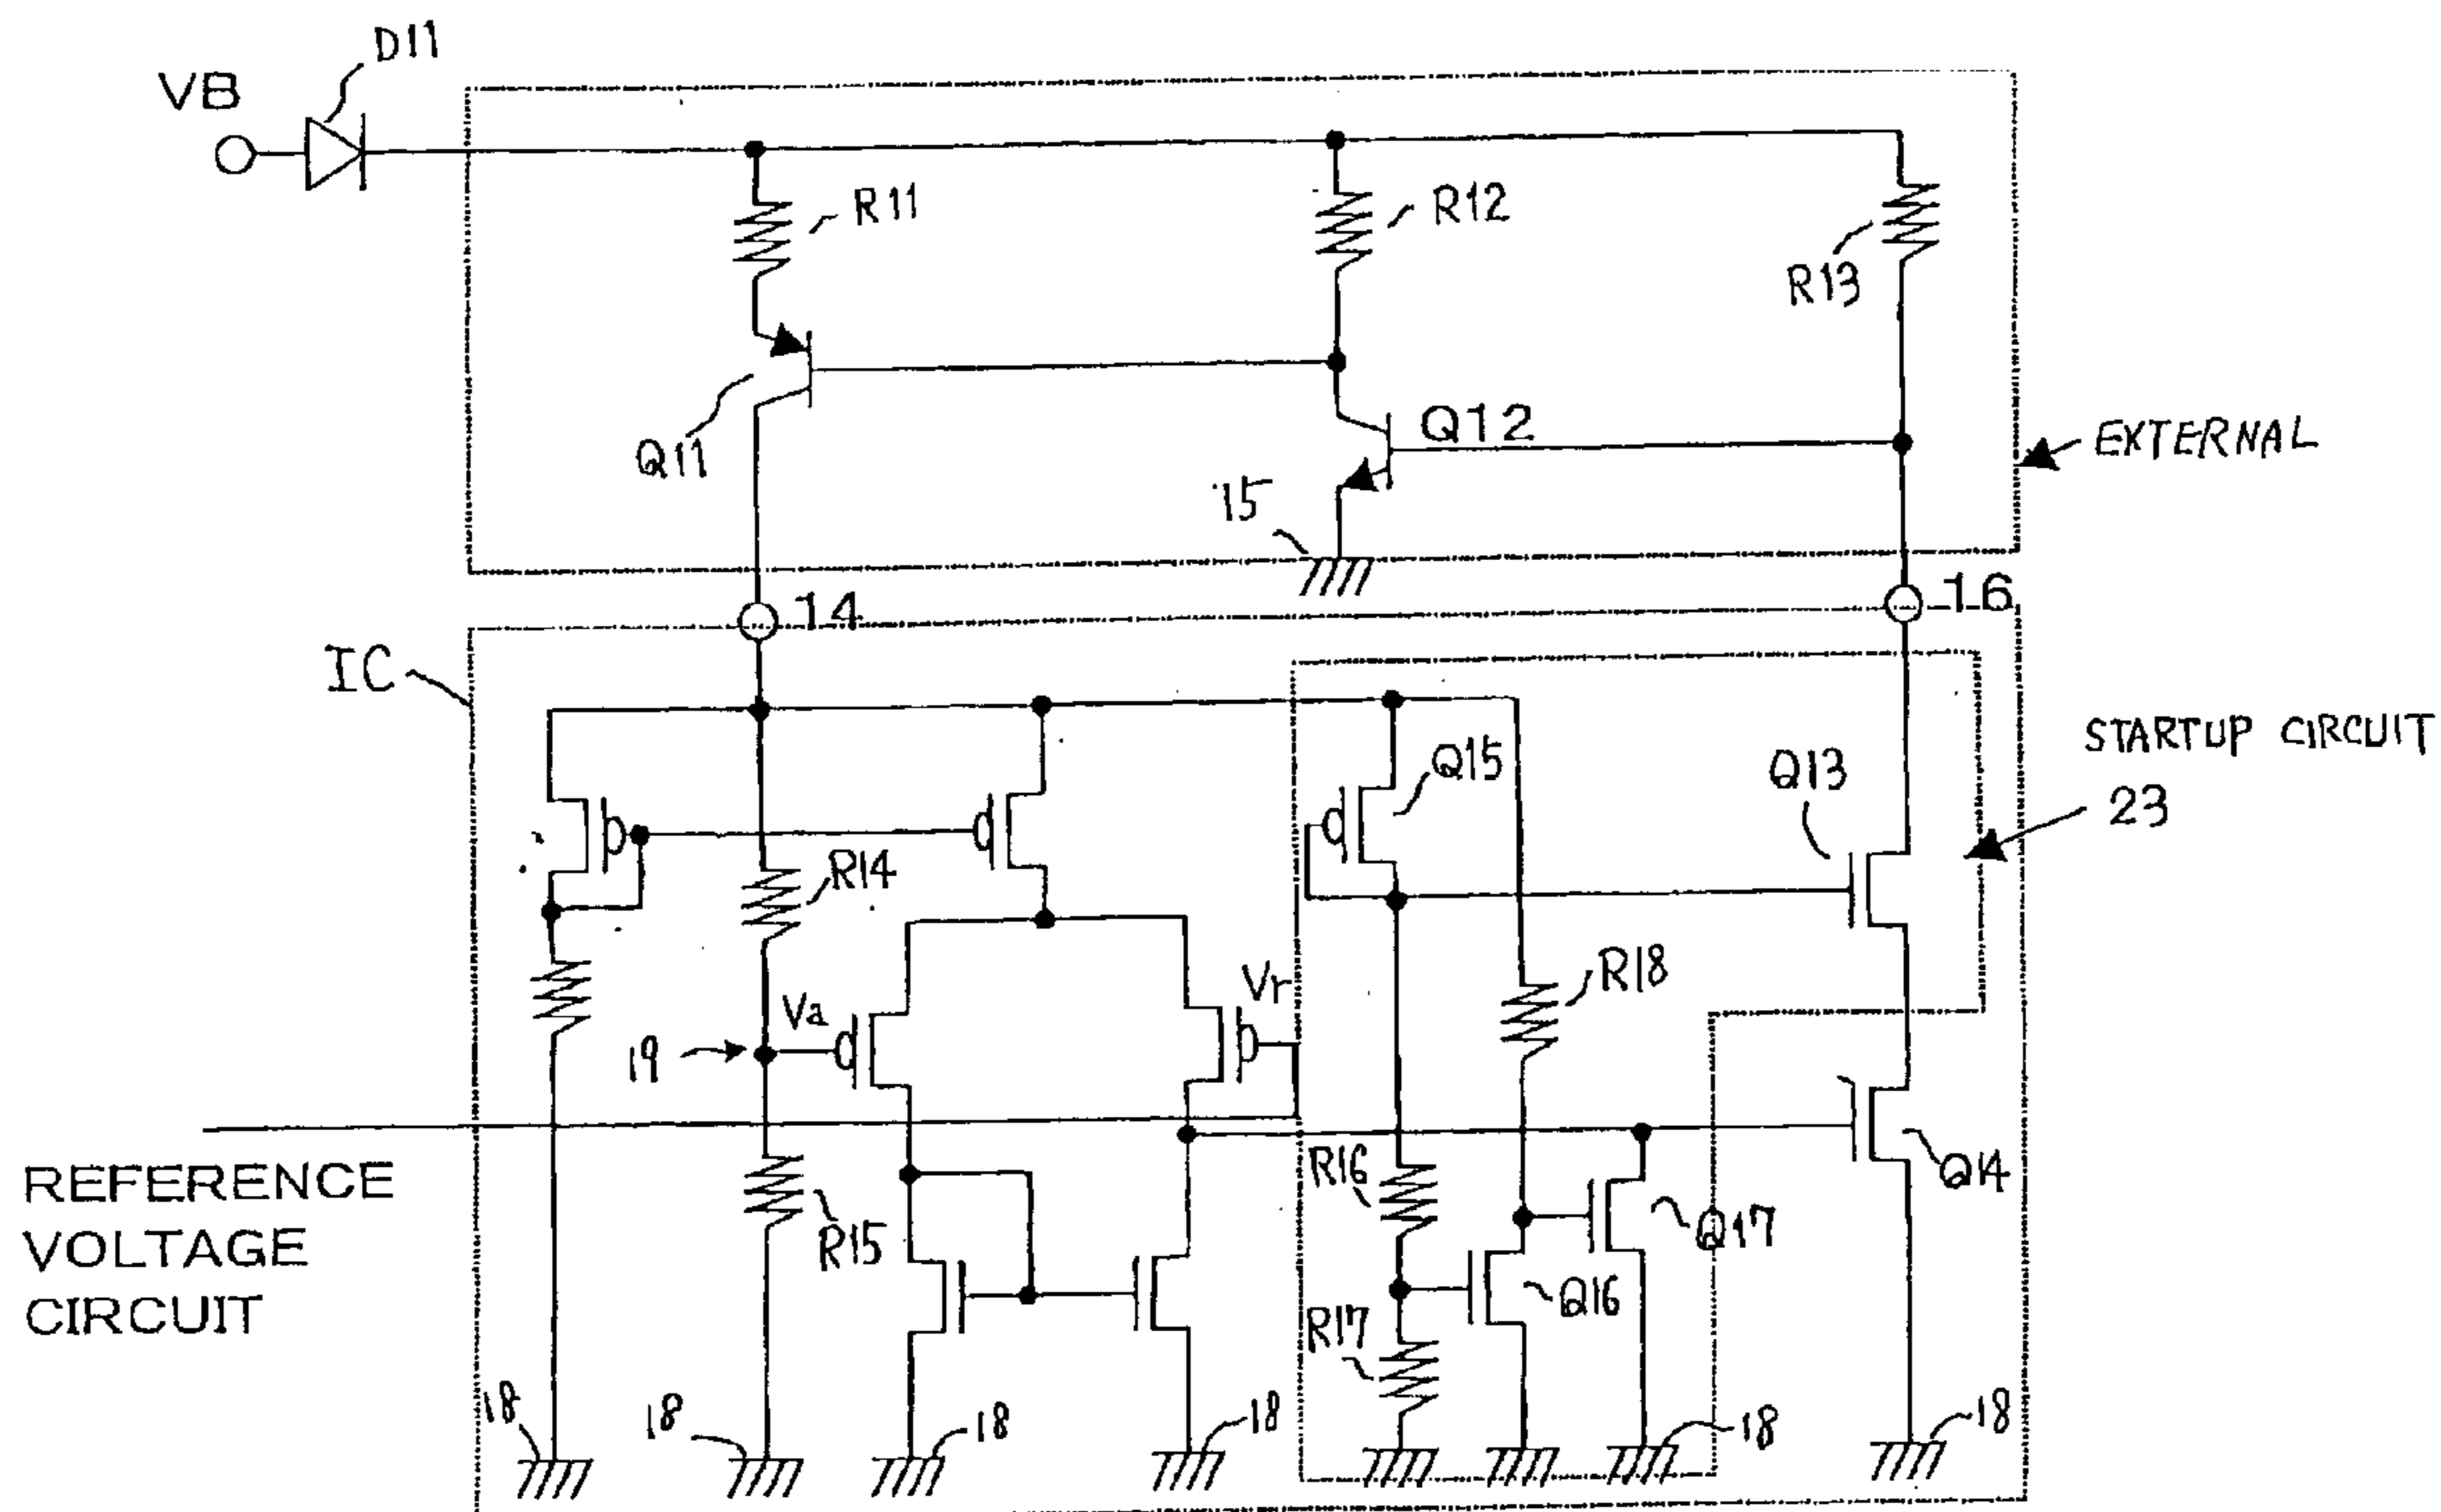 D11
VB
R11
R12
R13
Q11
Q12
EXTERNAL
15
14
16
IC
STARTUP CIRCUIT
23
Q15
Q13
R14
R18
Va
Vr
19
REFERENCE
VOLTAGE
CIRCUIT
R16
Q14
R15
Q17
Q16
R17
18
18
18
18
18
18